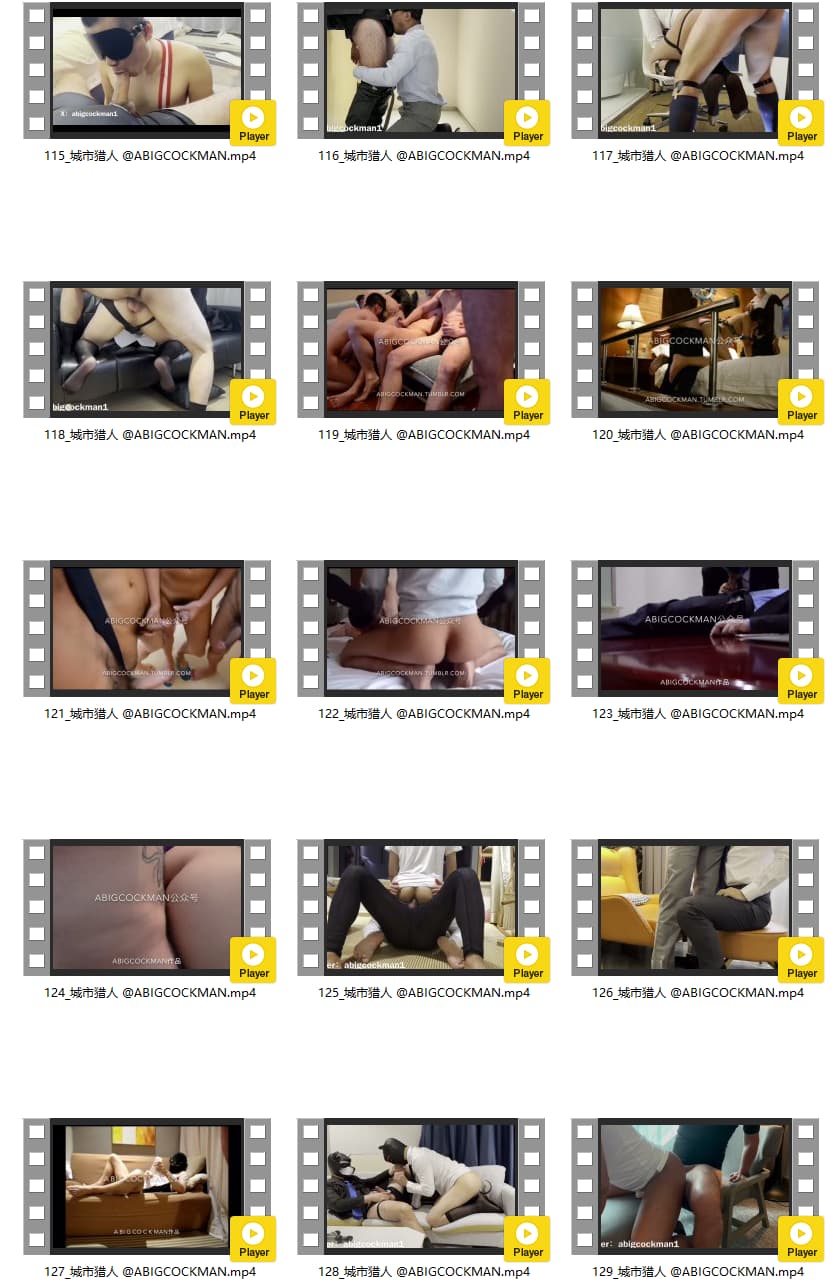 X: abigcockman1
Player
115_城市猎人 @ABIGCOCKMAN.mp4
bigcockman1
Player
116_城市猎人 @ABIGCOCKMAN.mp4
bigcockman1
Player
117_城市猎人 @ABIGCOCKMAN.mp4
Player
118_城市猎人 @ABIGCOCKMAN.mp4
ABIGCOCKMAN公众号
ABIGCOCKMAN.TUMBLR.COM
Player
119_城市猎人 @ABIGCOCKMAN.mp4
ABIGCOCKMAN公众号
ABIGCOCKMAN.TUMBLR.COM
Player
120_城市猎人 @ABIGCOCKMAN.mp4
ABIGCOCKMAN公众号
ABIGCOCKMAN.TUMBLR.COM
Player
121_城市猎人 @ABIGCOCKMAN.mp4
ABIGCOCKMAN公众号
ABIGCOCKMAN.TUMBLR.COM
Player
122_城市猎人 @ABIGCOCKMAN.mp4
ABIGCOCKMAN公众号
ABIGCOCKMAN作品
Player
123_城市猎人 @ABIGCOCKMAN.mp4
ABIGCOCKMAN公众号
ABIGCOCKMAN作品
Player
124_城市猎人 @ABIGCOCKMAN.mp4
er: abigcockman1
Player
125_城市猎人 @ABIGCOCKMAN.mp4
Player
126_城市猎人 @ABIGCOCKMAN.mp4
ABIGCOCKMAN作品
Player
127_城市猎人 @ABIGCOCKMAN.mp4
Player
128_城市猎人 @ABIGCOCKMAN.mp4
er: abigcockman1
Player
129_城市猎人 @ABIGCOCKMAN.mp4